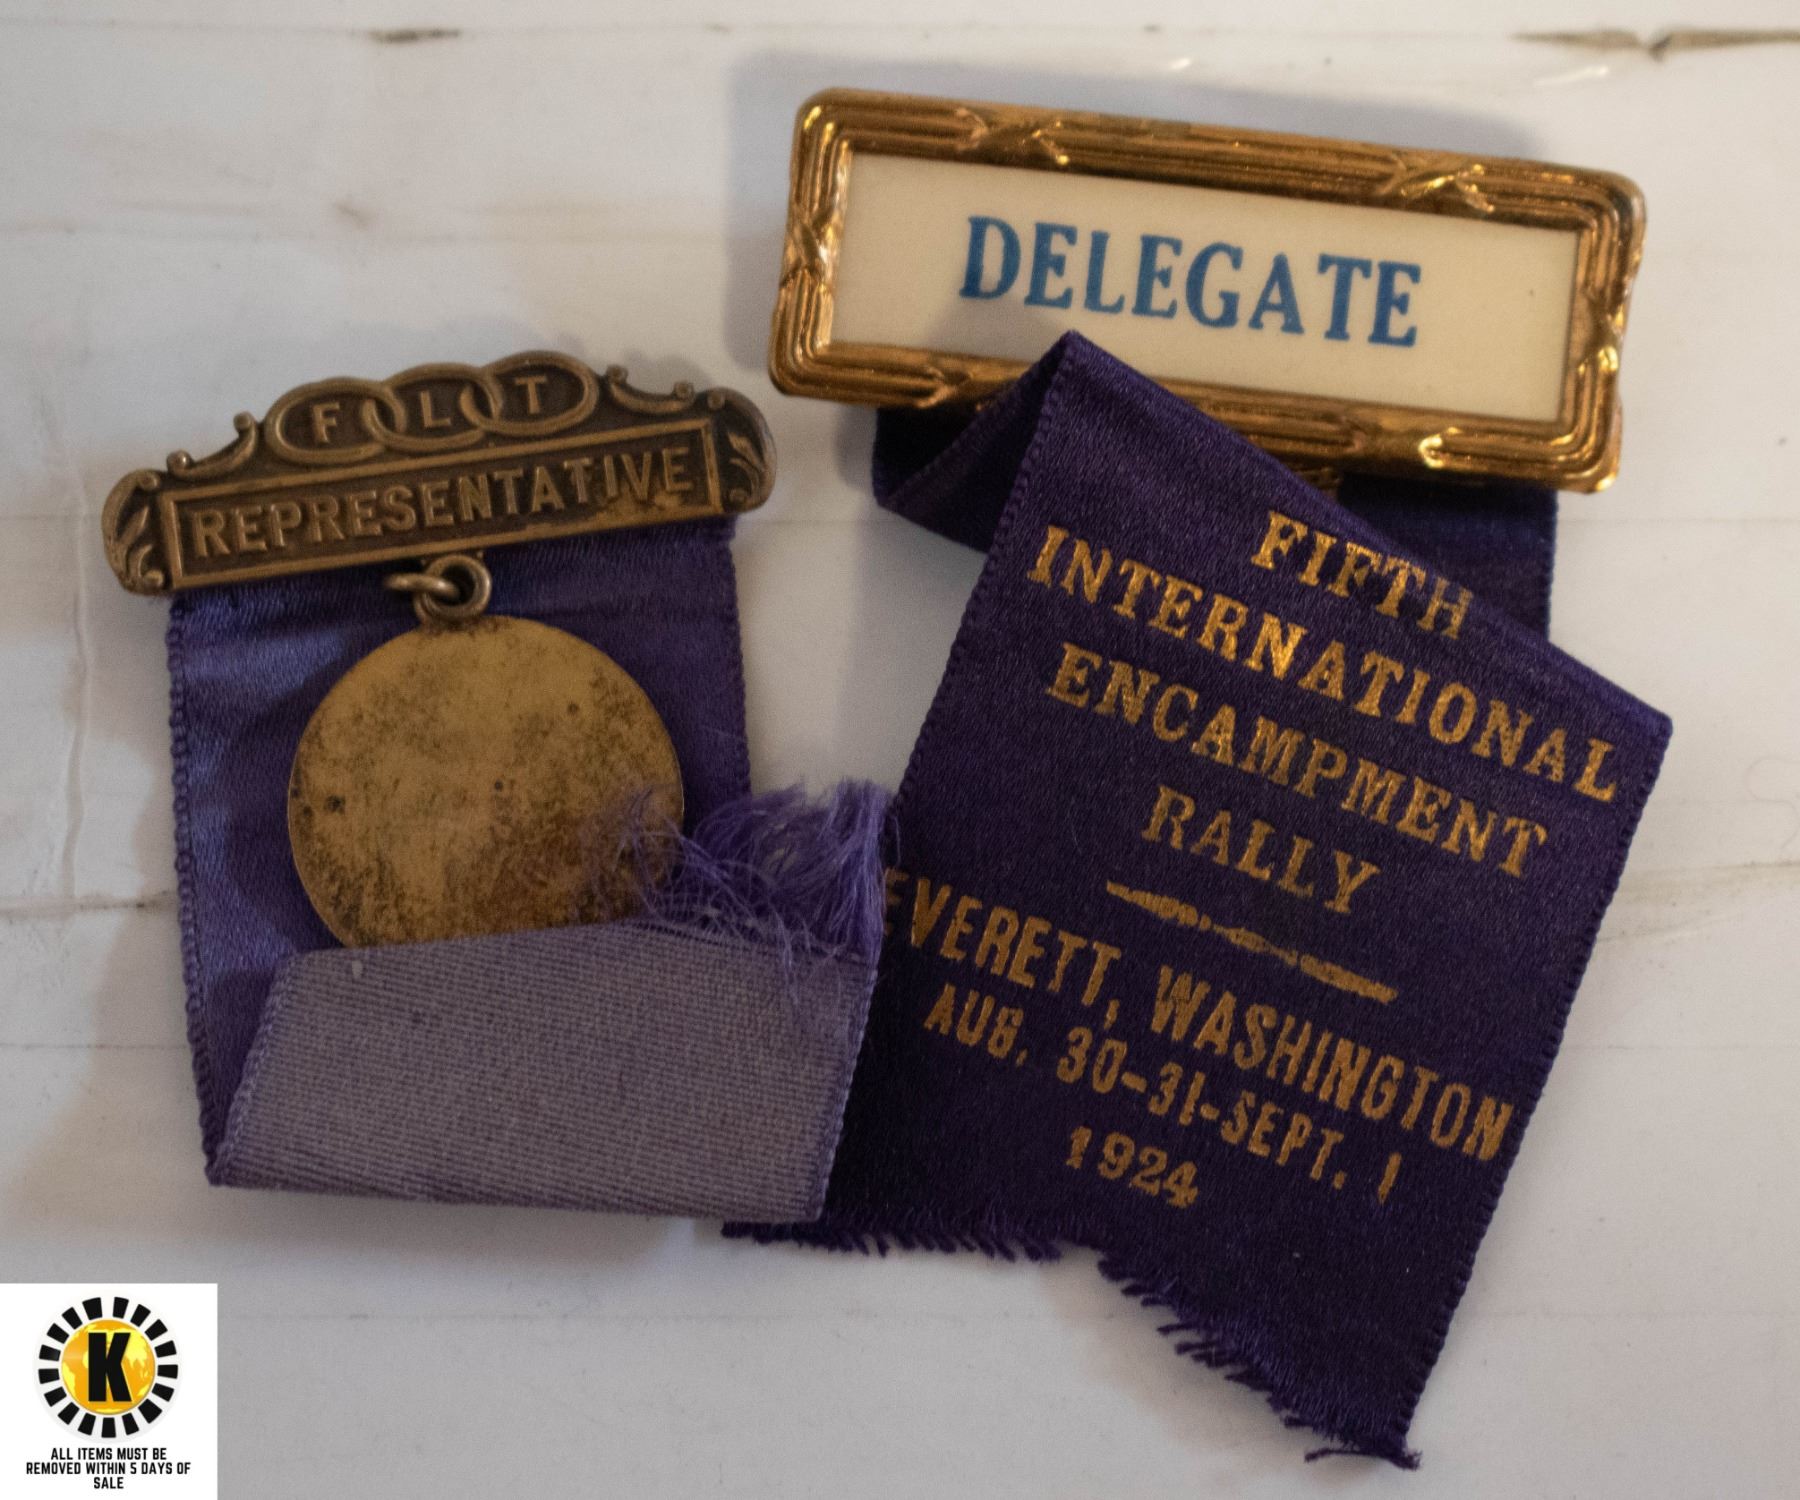 F L T
REPRESENTATIVE
DELEGATE
FIFTH
INTERNATIONAL
ENCAMPMENT
RALLY
EVERETT, WASHINGTON
AUG. 30-31-SEPT. 1
1924
K
ALL ITEMS MUST BE
REMOVED WITHIN 5 DAYS OF
SALE